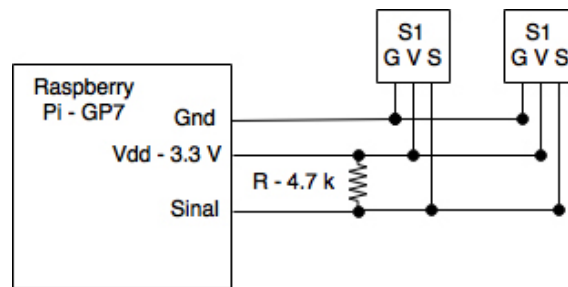 S1
G V S
S1
G V S
Raspberry
Pi - GP7
Gnd
Vdd - 3.3 V
R - 4.7 k
Sinal